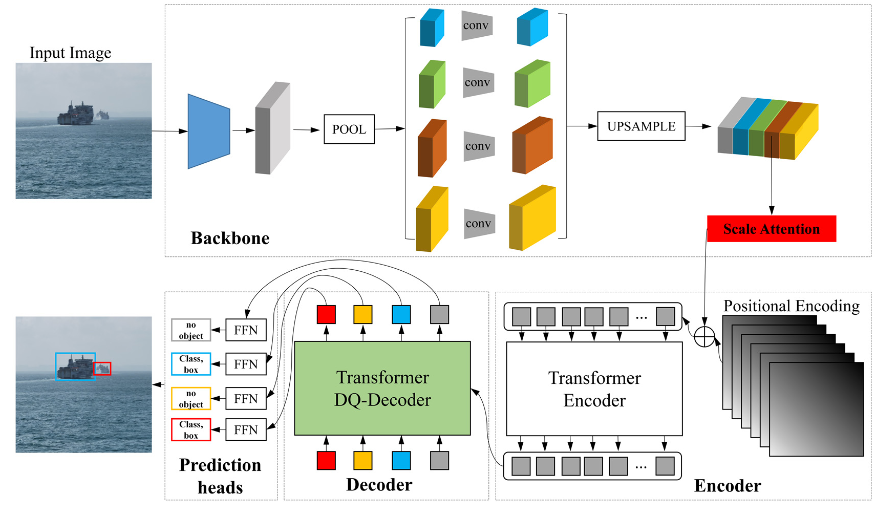 Input Image
conv
conv
conv
conv
POOL
UPSAMPLE
Backbone
Scale Attention
Positional Encoding
no
object
FFN
Class,
box
FFN
no
object
FFN
Class,
box
FFN
Prediction
heads
Transformer
DQ-Decoder
Decoder
...
Transformer
Encoder
...
Encoder